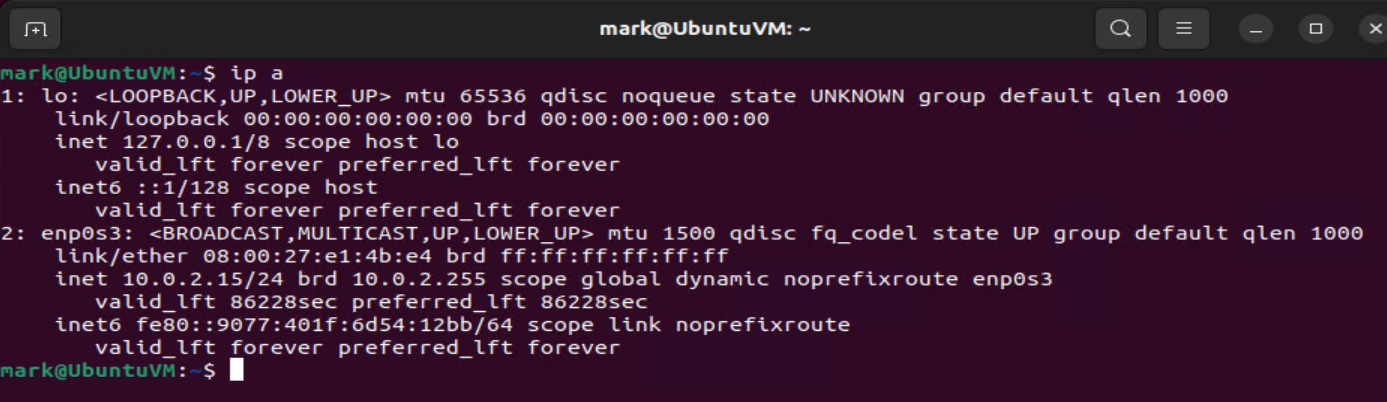 mark@UbuntuVM: ~
mark@UbuntuVM:~$ ip a
1: lo: <LOOPBACK,UP,LOWER_UP> mtu 65536 qdisc noqueue state UNKNOWN group default qlen 1000
    link/loopback 00:00:00:00:00:00 brd 00:00:00:00:00:00
    inet 127.0.0.1/8 scope host lo
       valid_lft forever preferred_lft forever
    inet6 ::1/128 scope host
       valid_lft forever preferred_lft forever
2: enp0s3: <BROADCAST,MULTICAST,UP,LOWER_UP> mtu 1500 qdisc fq_codel state UP group default qlen 1000
    link/ether 08:00:27:e1:4b:e4 brd ff:ff:ff:ff:ff:ff
    inet 10.0.2.15/24 brd 10.0.2.255 scope global dynamic noprefixroute enp0s3
       valid_lft 86228sec preferred_lft 86228sec
    inet6 fe80::9077:401f:6d54:12bb/64 scope link noprefixroute
       valid_lft forever preferred_lft forever
mark@UbuntuVM:~$